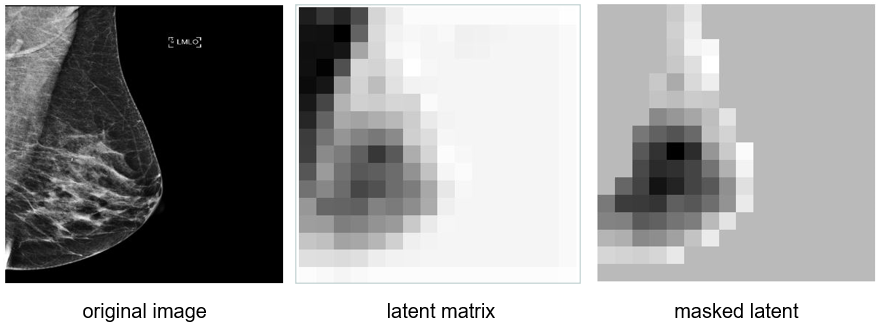 LMLO
original image
latent matrix
masked latent